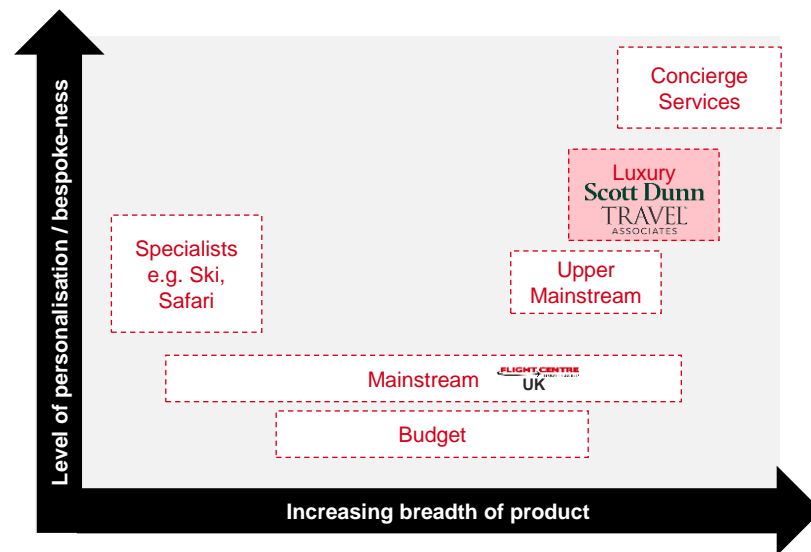 Level of personalisation / bespoke-ness
Concierge
Services
Luxury
Scott Dunn
TRAVEL
ASSOCIATES
Specialists
e.g. Ski,
Safari
Upper
Mainstream
Mainstream
FLIGHT CENTRE
UK
Budget
Increasing breadth of product